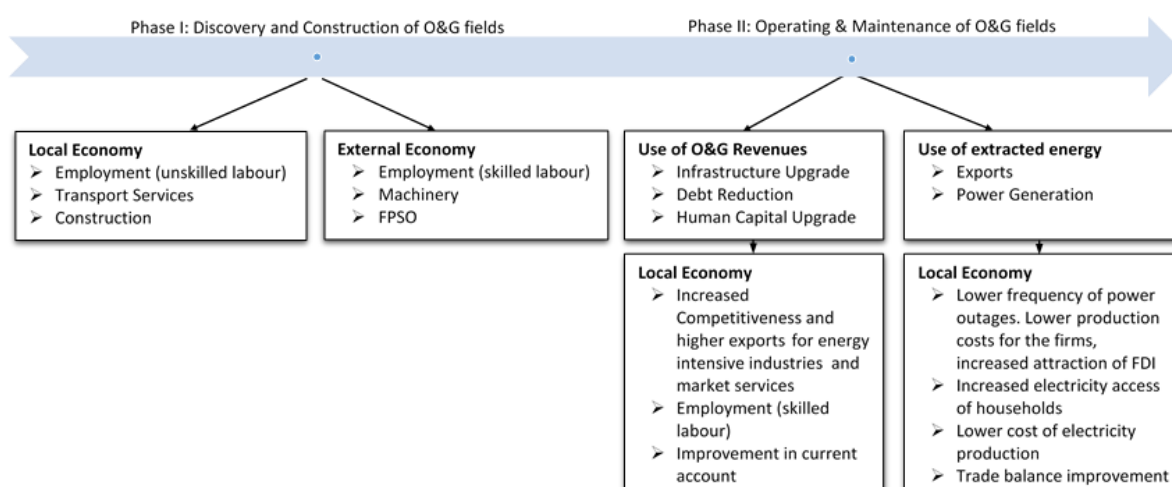 Phase I: Discovery and Construction of O&G fields
Phase II: Operating & Maintenance of O&G fields
Local Economy
➢ Employment (unskilled labour)
➢ Transport Services
➢ Construction
External Economy
➢ Employment (skilled labour)
➢ Machinery
➢ FPSO
Use of O&G Revenues
➢ Infrastructure Upgrade
➢ Debt Reduction
➢ Human Capital Upgrade
Use of extracted energy
➢ Exports
➢ Power Generation
Local Economy
➢ Increased
Competitiveness and
higher exports for energy
intensive industries and
market services
➢ Employment (skilled
labour)
➢ Improvement in current
account
Local Economy
➢ Lower frequency of power
outages. Lower production
costs for the firms,
increased attraction of FDI
➢ Increased electricity access
of households
➢ Lower cost of electricity
production
➢ Trade balance improvement